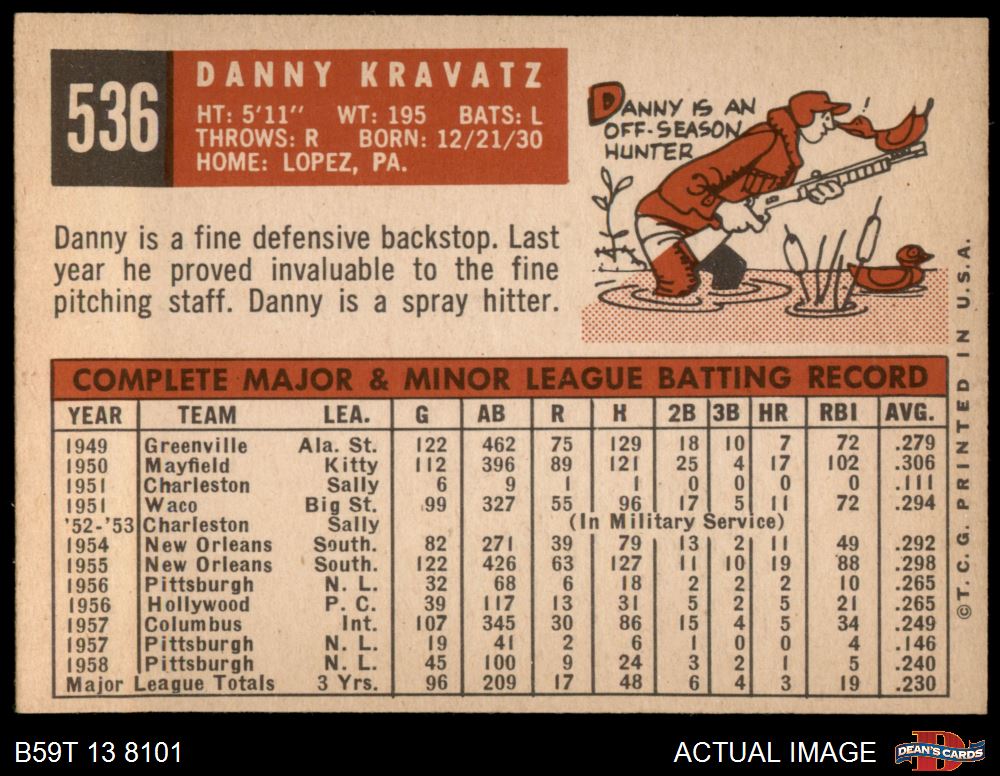 536
DANNY KRAVATZ
HT: 5'11" WT: 195 BATS: L
THROWS: R BORN: 12/21/30
HOME: LOPEZ, PA.
DANNY IS AN
OFF-SEASON
HUNTER
Danny is a fine defensive backstop. Last
year he proved invaluable to the fine
pitching staff. Danny is a spray hitter.
COMPLETE MAJOR & MINOR LEAGUE BATTING RECORD
YEAR TEAM LEA. G AB R H 2B 3B HR RBI AVG.
1949 Greenville Ala. St. 122 462 75 129 18 10 7 72 .279
1950 Mayfield Kitty 112 396 89 121 25 4 17 102 .306
1951 Charleston Sally 6 9 1 1 0 0 0 0 .111
1951 Waco Big St. 99 327 55 96 17 5 11 72 .294
'52-'53 Charleston Sally (In Military Service)
1954 New Orleans South. 82 271 39 79 13 2 11 49 .292
1955 New Orleans South. 122 426 63 127 11 10 19 88 .298
1956 Pittsburgh N. L. 32 68 6 18 2 2 2 10 .265
1956 Hollywood P. C. 39 117 13 31 5 2 5 21 .265
1957 Columbus Int. 107 345 30 86 15 4 5 34 .249
1957 Pittsburgh N. L. 19 41 2 6 1 0 0 4 .146
1958 Pittsburgh N. L. 45 100 9 24 3 2 1 5 .240
Major League Totals 3 Yrs. 96 209 17 48 6 4 3 19 .230
©T. C. G. PRINTED IN U.S.A.
B59T 13 8101
ACTUAL IMAGE
D
DEAN'S CARDS